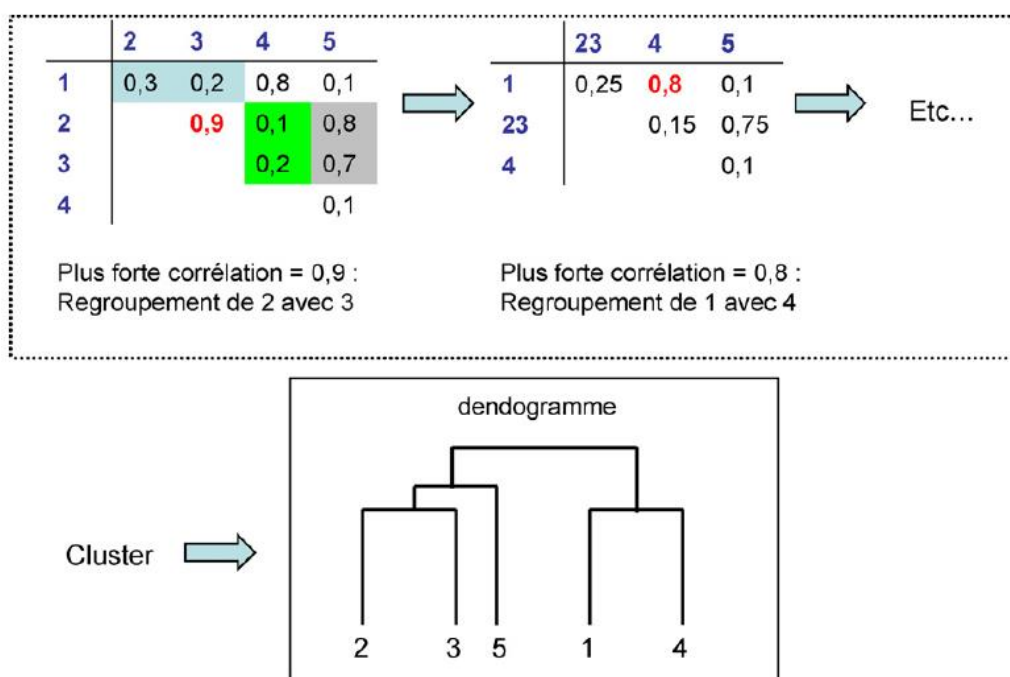 2 3 4 5
1 0,3 0,2 0,8 0,1
2 0,9 0,1 0,8
3 0,2 0,7
4 0,1
Plus forte corrélation = 0,9 :
Regroupement de 2 avec 3
23 4 5
1 0,25 0,8 0,1
23 0,15 0,75
4 0,1
Plus forte corrélation = 0,8 :
Regroupement de 1 avec 4
Etc...
dendogramme
Cluster
2 3 5 1 4